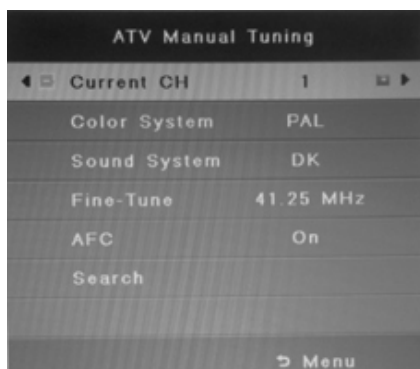 ATV Manual Tuning
Current CH 1
Color System PAL
Sound System DK
Fine-Tune 41.25 MHz
AFC On
Search
Menu